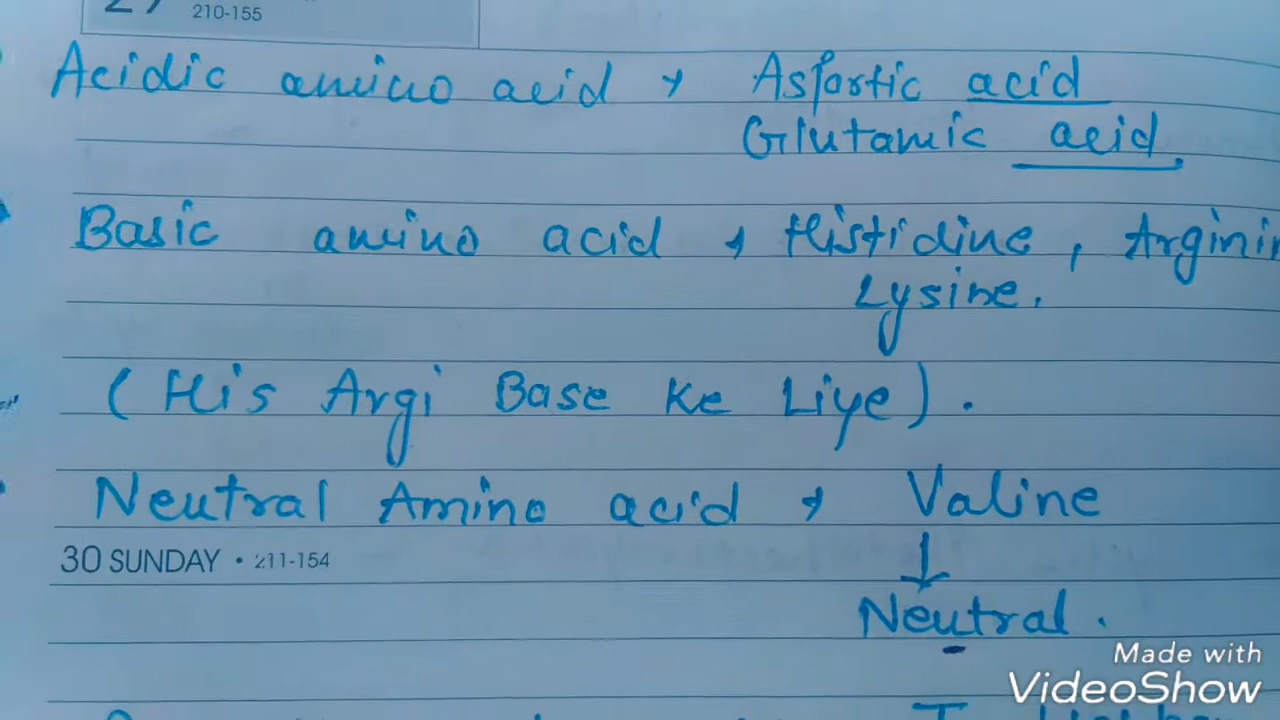 210-155
Acidic amino acid → Aspartic acid
Glutamic acid
Basic amino acid → Histidine, Arginin
Lysine.
(His Argi Base Ke Liye).
Neutral Amino acid → Valine
↓
30 SUNDAY • 211-154
Neutral.
Made with
VideoShow